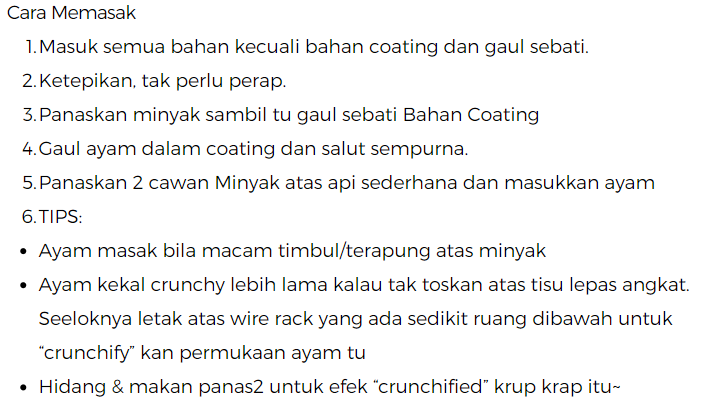 Cara Memasak
1. Masuk semua bahan kecuali bahan coating dan gaul sebati.
2. Ketepikan, tak perlu perap.
3. Panaskan minyak sambil tu gaul sebati Bahan Coating
4. Gaul ayam dalam coating dan salut sempurna.
5. Panaskan 2 cawan Minyak atas api sederhana dan masukkan ayam
6. TIPS:
• Ayam masak bila macam timbul/terapung atas minyak
• Ayam kekal crunchy lebih lama kalau tak toskan atas tisu lepas angkat.
Seeloknya letak atas wire rack yang ada sedikit ruang dibawah untuk
“crunchify” kan permukaan ayam tu
• Hidang & makan panas2 untuk efek “crunchified” krup krap itu~